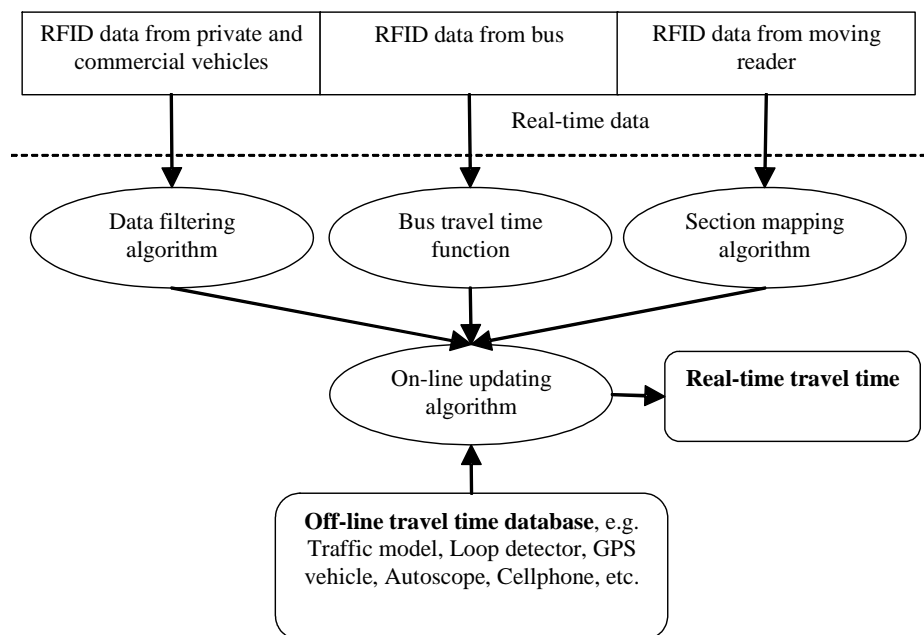 RFID data from private and
commercial vehicles
RFID data from bus
RFID data from moving
reader
Real-time data
Data filtering
algorithm
Bus travel time
function
Section mapping
algorithm
On-line updating
algorithm
Real-time travel time
Off-line travel time database, e.g.
Traffic model, Loop detector, GPS
vehicle, Autoscope, Cellphone, etc.